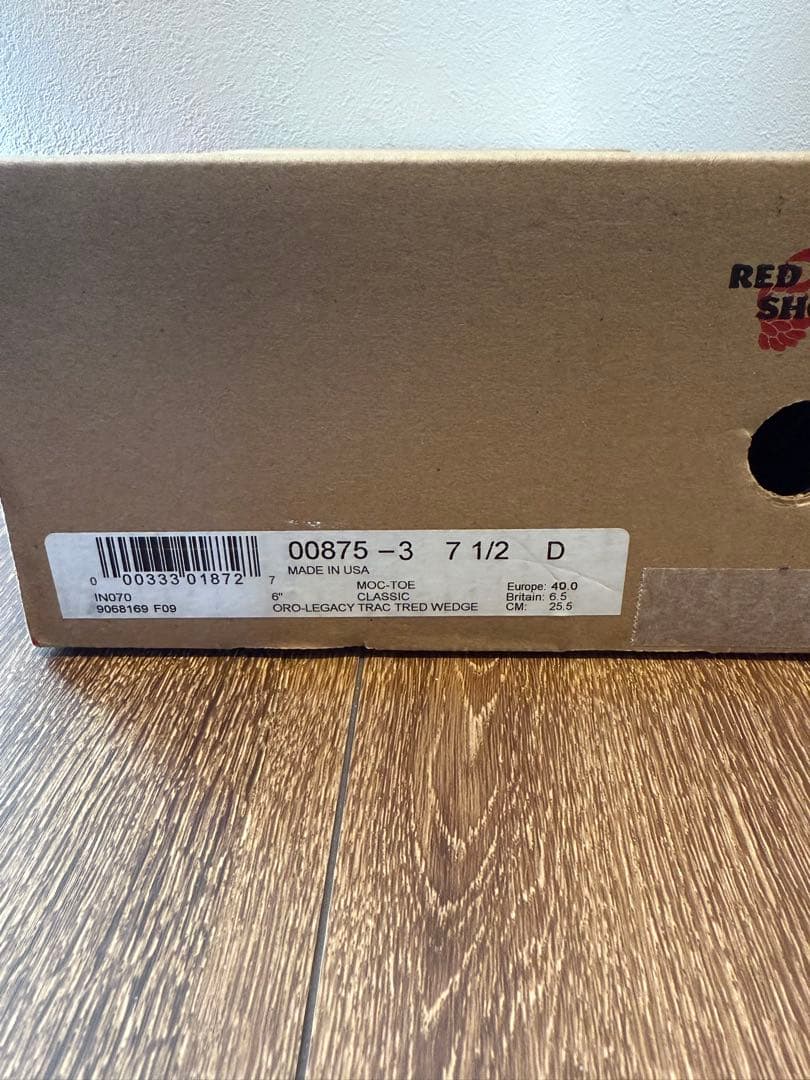 RED
SHO
00875 -3 7 1/2 D
MADE IN USA
0 00333 01872 7
MOC-TOE
IN070 6" CLASSIC
9068169 F09 ORO-LEGACY TRAC TRED WEDGE
Europe: 40.0
Britain: 6.5
CM: 25.5